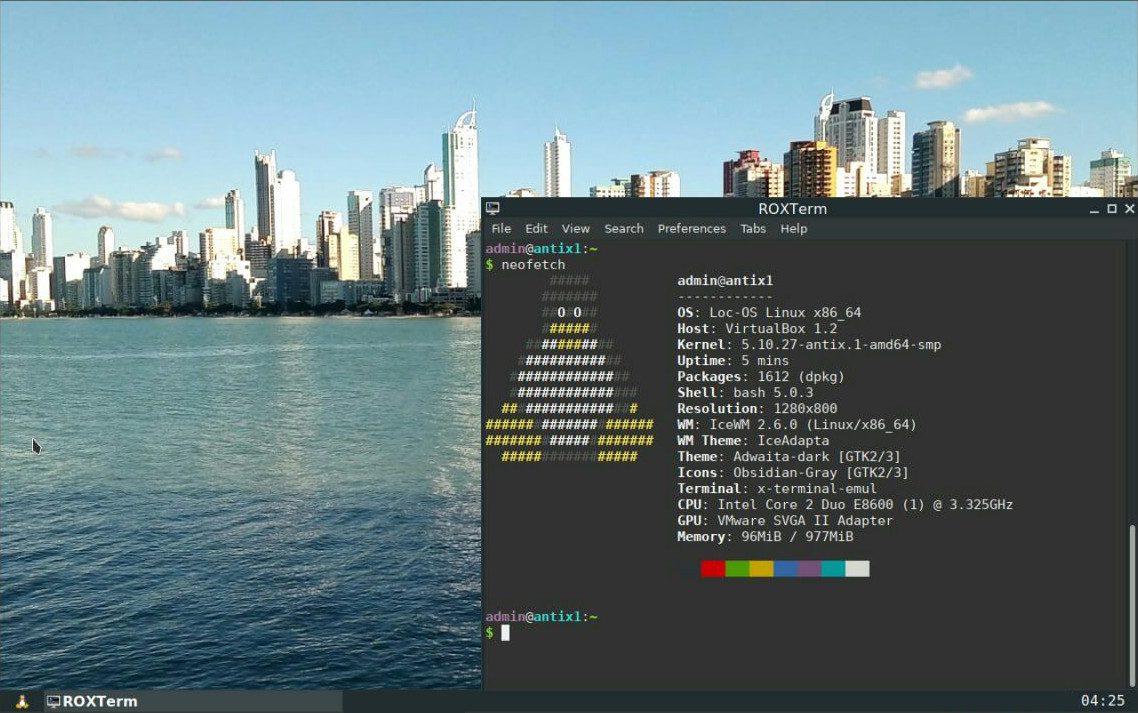 ROXTerm
File Edit View Search Preferences Tabs Help
admin@antix1:~
$ neofetch
##### admin@antix1
####### ------------
##O#O## OS: Loc-OS Linux x86_64
####### Host: VirtualBox 1.2
########### Kernel: 5.10.27-antix.1-amd64-smp
############# Uptime: 5 mins
############### Packages: 1612 (dpkg)
################ Shell: bash 5.0.3
################# Resolution: 1280x800
##################### WM: IceWM 2.6.0 (Linux/x86_64)
##################### WM Theme: IceAdapta
################# Theme: Adwaita-dark [GTK2/3]
Icons: Obsidian-Gray [GTK2/3]
Terminal: x-terminal-emul
CPU: Intel Core 2 Duo E8600 (1) @ 3.325GHz
GPU: VMware SVGA II Adapter
Memory: 96MiB / 977MiB
admin@antix1:~
$
ROXTerm 04:25